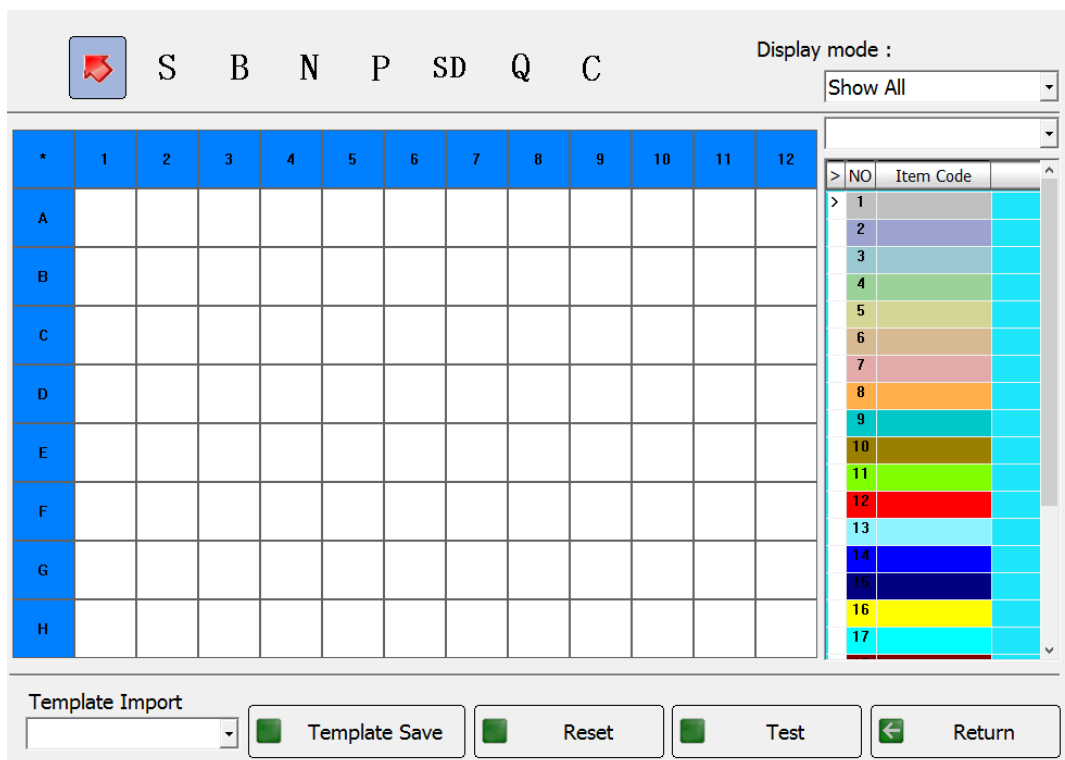 S B N P SD Q C
Display mode :
Show All
* 1 2 3 4 5 6 7 8 9 10 11 12
A
B
C
D
E
F
G
H
> NO Item Code
> 1
2
3
4
5
6
7
8
9
10
11
12
13
14
15
16
17
Template Import
Template Save
Reset
Test
Return